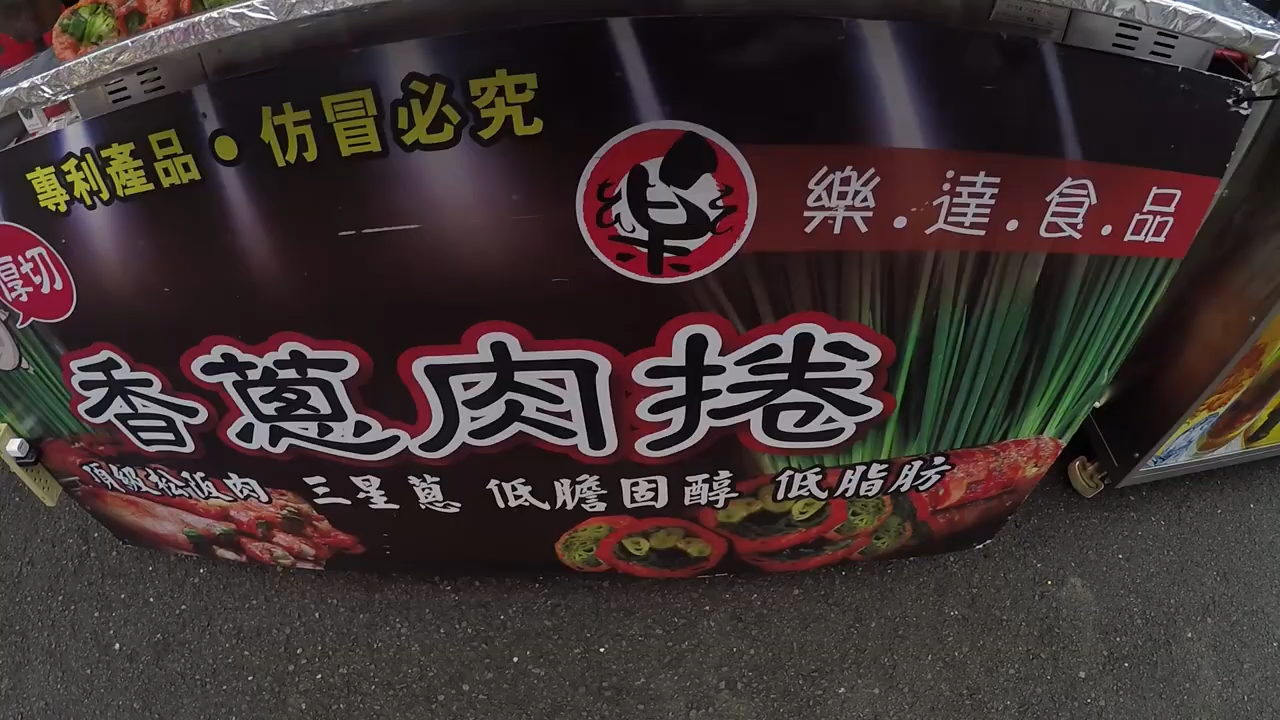 專利產品•仿冒必究
樂.達.食.品
厚切
香蔥肉捲
頂級松阪肉 三星蔥 低膽固醇 低脂肪